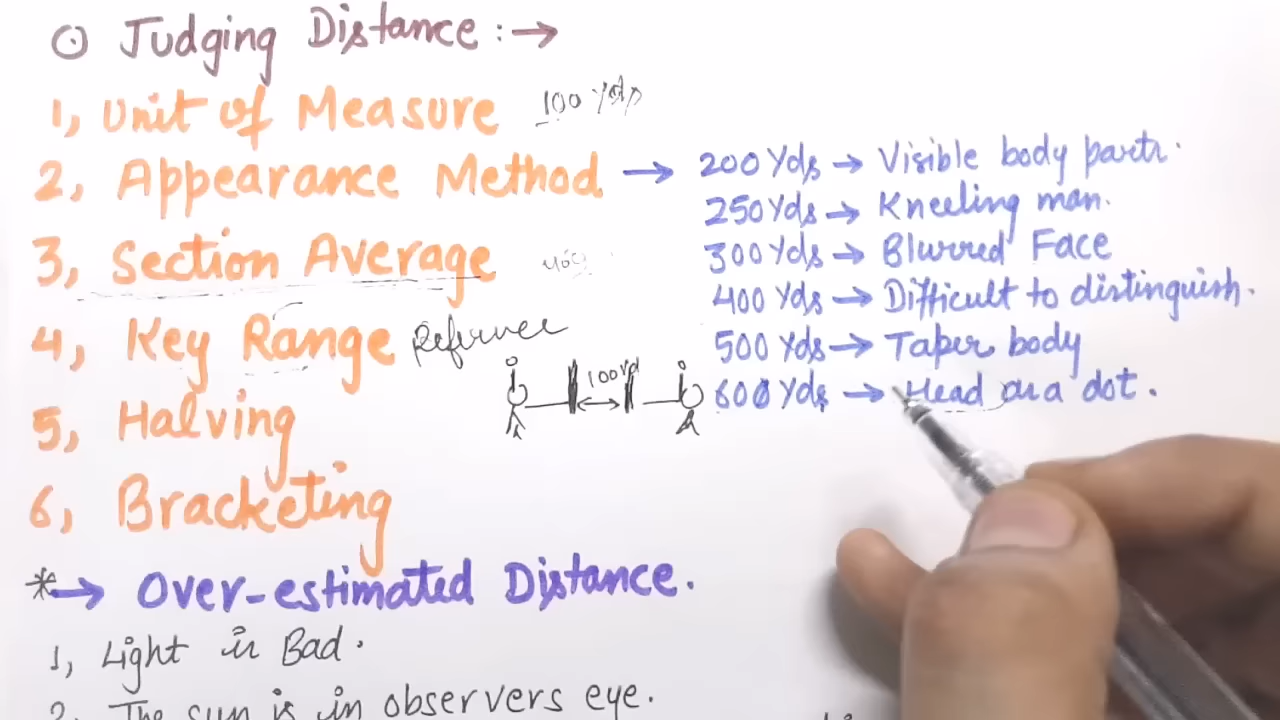 ⊙ Judging Distance :→
1, Unit of Measure 100 Yds
2, Appearance Method → 200 Yds → Visible body parts.
250 Yds → Kneeling man.
3, Section Average 300 Yds → Blurred Face
400 Yds → Difficult to distinguish.
4, Key Range Refernce
100 Yd
500 Yds → Taper body
600 Yds → Head as a dot.
5, Halving
6, Bracketing
*→ Over-estimated Distance.
1, Light is Bad.
2. The sun is in observers eye.